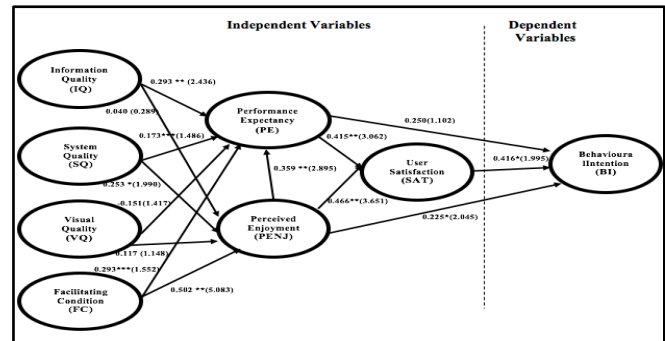 Independent Variables
Dependent
Variables
Information
Quality
(IQ)
0.293 ** (2.436)
0.040 (0.289
Performance
Expectancy
(PE)
0.250(1.102)
0.173***(1.486)
0.415**(3.062)
System
Quality
(SQ)
0.253 *(1.990)
0.359 **(2.895)
User
Satisfaction
(SAT)
0.416*(1.995)
Behavioura
lIntention
(BI)
-0.151(1.417)
0.466**(3.651)
Visual
Quality
(VQ)
0.117 (1.148)
Perceived
Enjoyment
(PENJ)
0.225*(2.045)
0.293***(1.552)
0.502 **(5.083)
Facilitating
Condition
(FC)